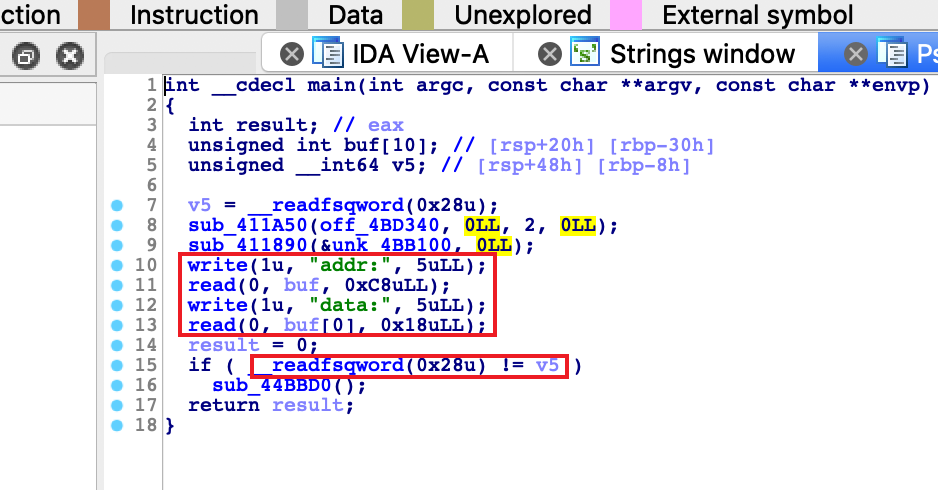 ction Instruction Data Unexplored External symbol
IDA View-A Strings window Ps
1 int __cdecl main(int argc, const char **argv, const char **envp)
2 {
3 int result; // eax
4 unsigned int buf[10]; // [rsp+20h] [rbp-30h]
5 unsigned __int64 v5; // [rsp+48h] [rbp-8h]
6
7 v5 = __readfsqword(0x28u);
8 sub_411A50(off_4BD340, 0LL, 2, 0LL);
9 sub_411890(&unk_4BB100, 0LL);
10 write(1u, "addr:", 5uLL);
11 read(0, buf, 0xC8uLL);
12 write(1u, "data:", 5uLL);
13 read(0, buf[0], 0x18uLL);
14 result = 0;
15 if ( __readfsqword(0x28u) != v5 )
16 sub_44BBD0();
17 return result;
18 }